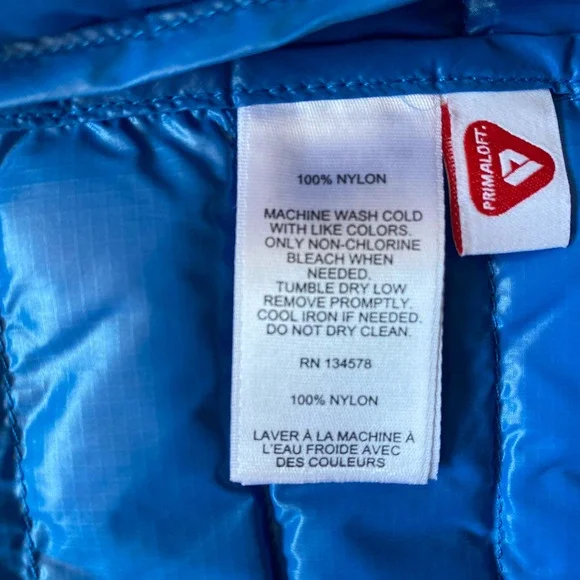 100% NYLON
MACHINE WASH COLD
WITH LIKE COLORS.
ONLY NON-CHLORINE
BLEACH WHEN
NEEDED.
TUMBLE DRY LOW
REMOVE PROMPTLY.
COOL IRON IF NEEDED.
DO NOT DRY CLEAN.
RN 134578
100% NYLON
LAVER À LA MACHINE À
L'EAU FROIDE AVEC
DES COULEURS
PRIMALOFT.